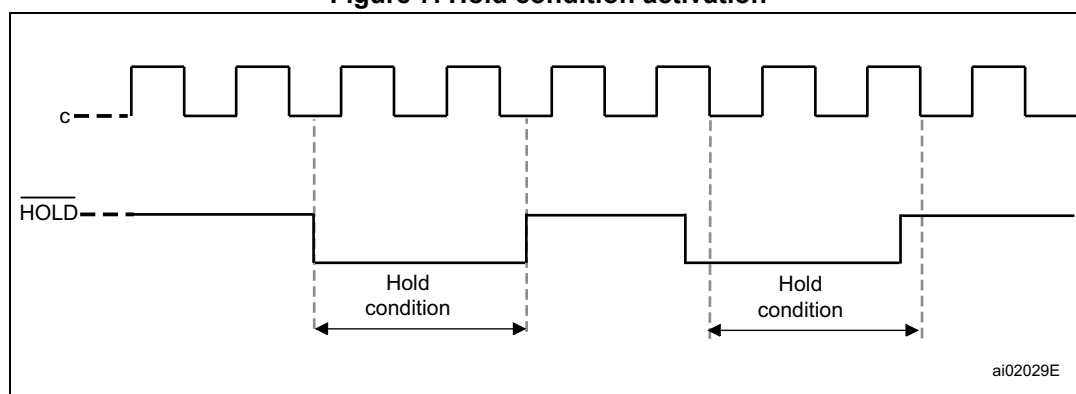 Figure 7. Hold condition activation
c
HOLD
Hold
condition
Hold
condition
ai02029E